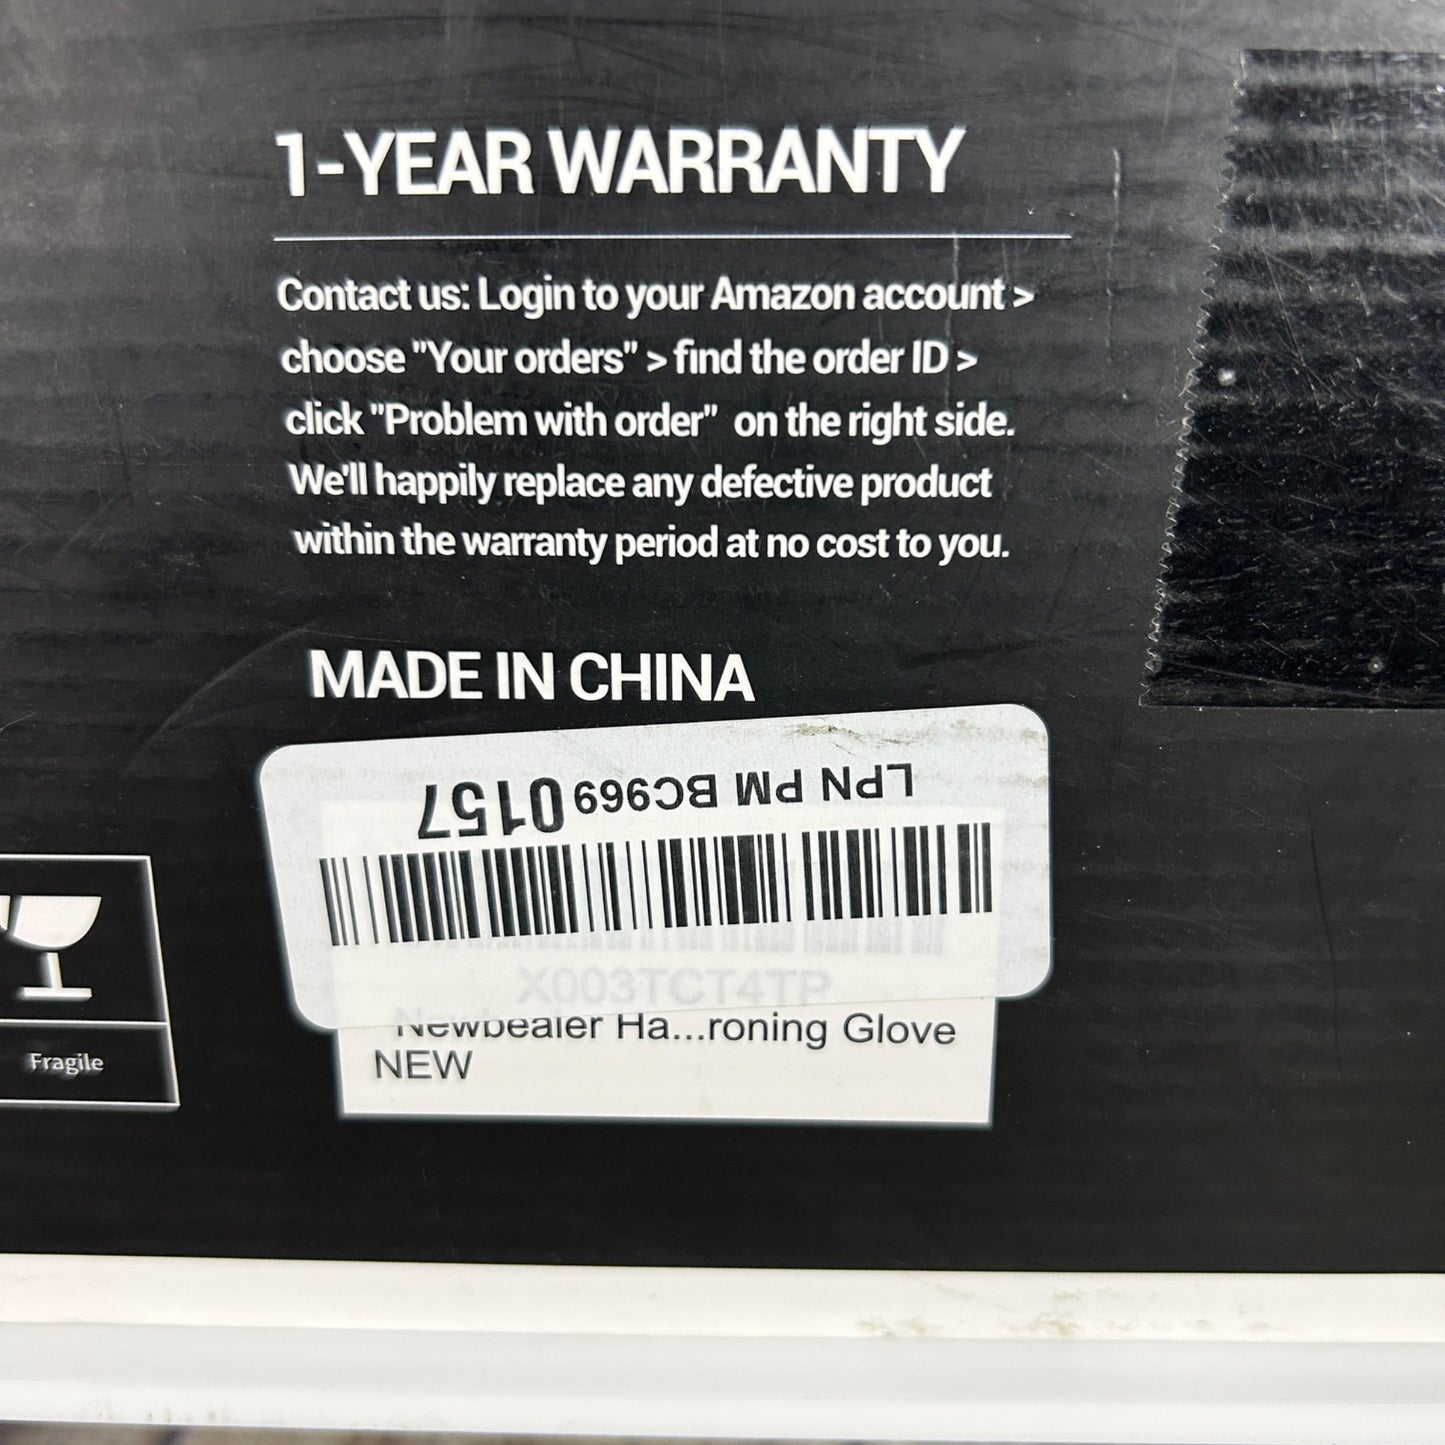 1-YEAR WARRANTY
Contact us: Login to your Amazon account >
choose "Your orders" > find the order ID >
click "Problem with order" on the right side.
We'll happily replace any defective product
within the warranty period at no cost to you.
MADE IN CHINA
LPN PM BC969 0157
X003TCT4TP
Newbealer Ha...roning Glove
NEW
Fragile